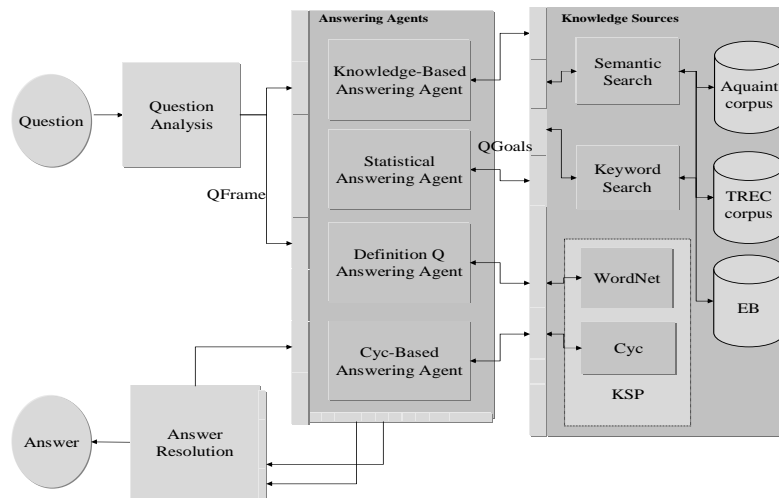 Answering Agents
Knowledge Sources
Knowledge-Based
Answering Agent
Semantic
Search
Aquaint
corpus
Question
Question
Analysis
QGoals
Statistical
Answering Agent
Keyword
Search
TREC
corpus
QFrame
Definition Q
Answering Agent
WordNet
EB
Cyc-Based
Answering Agent
Cyc
KSP
Answer
Answer
Resolution